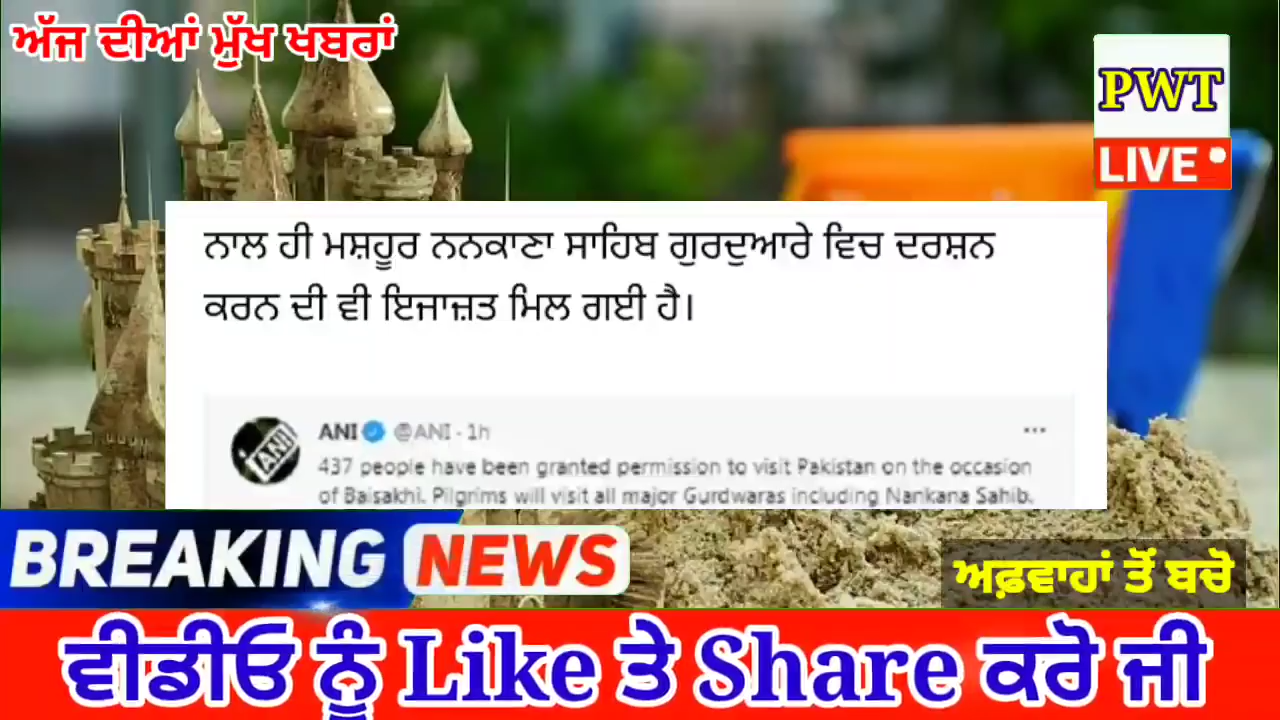 ਅੱਜ ਦੀਆਂ ਮੁੱਖ ਖਬਰਾਂ
PWT
LIVE
ਨਾਲ ਹੀ ਮਸ਼ਹੂਰ ਨਨਕਾਣਾ ਸਾਹਿਬ ਗੁਰਦੁਆਰੇ ਵਿਚ ਦਰਸ਼ਨ
ਕਰਨ ਦੀ ਵੀ ਇਜਾਜ਼ਤ ਮਿਲ ਗਈ ਹੈ।
ANI
ANI @ANI · 1h
437 people have been granted permission to visit Pakistan on the occasion
of Baisakhi. Pilgrims will visit all major Gurdwaras including Nankana Sahib.
BREAKING NEWS
ਅਫ਼ਵਾਹਾਂ ਤੋਂ ਬਚੋ
ਵੀਡੀਓ ਨੂੰ Like ਤੇ Share ਕਰੋ ਜੀ